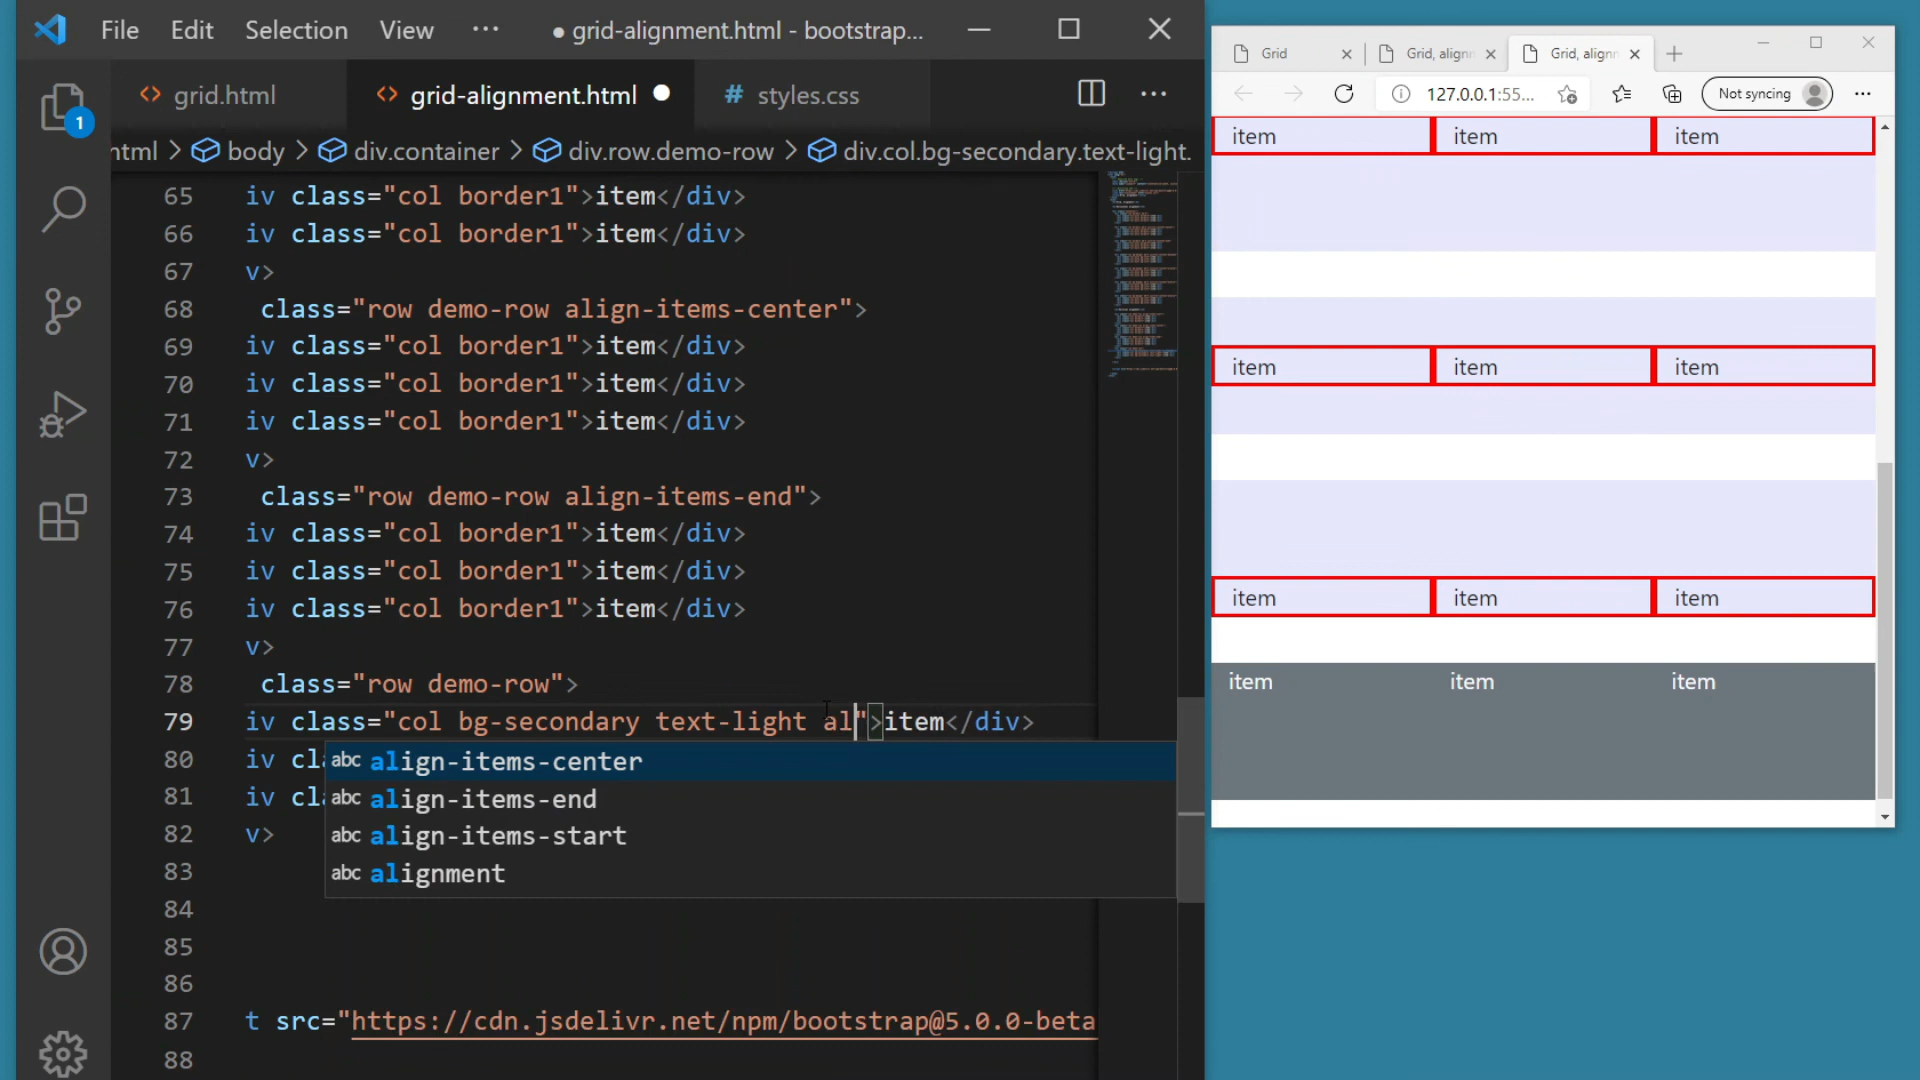 File Edit Selection View ··· ● grid-alignment.html - bootstrap...
1
<> grid.html <> grid-alignment.html ● # styles.css ···
html > body > div.container > div.row.demo-row > div.col.bg-secondary.text-light.
65 iv class="col border1">item</div>
66 iv class="col border1">item</div>
67 v>
68 class="row demo-row align-items-center">
69 iv class="col border1">item</div>
70 iv class="col border1">item</div>
71 iv class="col border1">item</div>
72 v>
73 class="row demo-row align-items-end">
74 iv class="col border1">item</div>
75 iv class="col border1">item</div>
76 iv class="col border1">item</div>
77 v>
78 class="row demo-row">
79 iv class="col bg-secondary text-light al">item</div>
80 iv cla
81 iv cla
82 v>
83
84
85
86
87 t src="https://cdn.jsdelivr.net/npm/bootstrap@5.0.0-beta
88
abc align-items-center
abc align-items-end
abc align-items-start
abc alignment
Grid Grid, alignn Grid, alignn
127.0.0.1:55... Not syncing ···
item item item
item item item
item item item
item item item